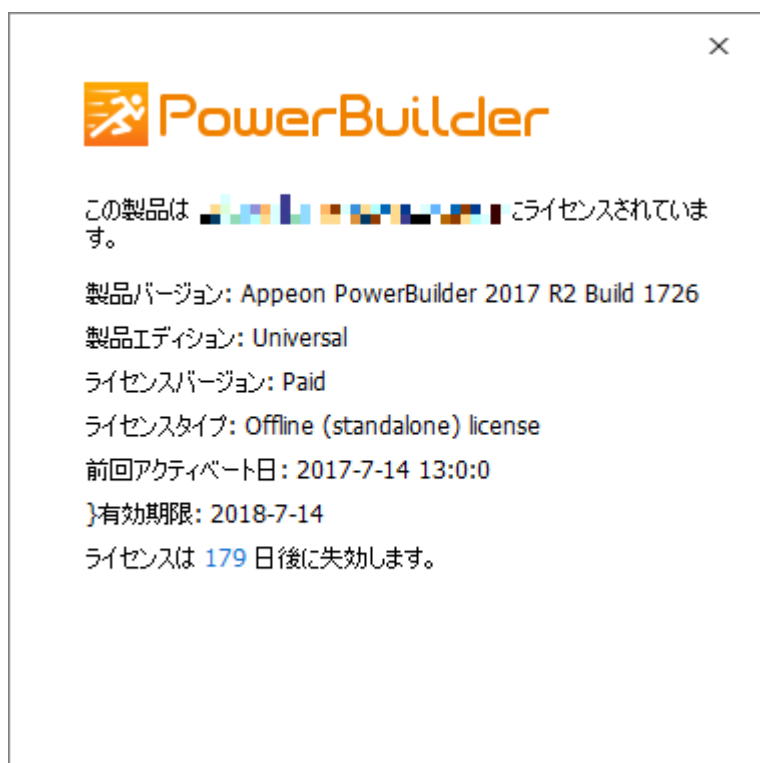 PowerBuilder
この製品は にライセンスされていま
す。
製品バージョン: Appeon PowerBuilder 2017 R2 Build 1726
製品エディション: Universal
ライセンスバージョン: Paid
ライセンスタイプ: Offline (standalone) license
前回アクティベート日: 2017-7-14 13:0:0
}有効期限: 2018-7-14
ライセンスは 179 日後に失効します。